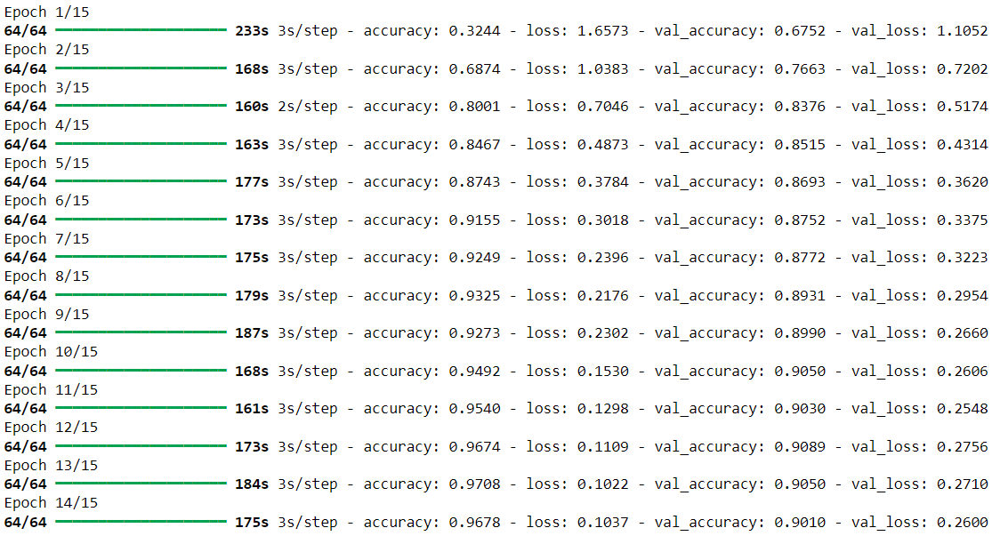 Epoch 1/15
64/64 ━━━━━━━━━━━━━━━━━━━━ 233s 3s/step - accuracy: 0.3244 - loss: 1.6573 - val_accuracy: 0.6752 - val_loss: 1.1052
Epoch 2/15
64/64 ━━━━━━━━━━━━━━━━━━━━ 168s 3s/step - accuracy: 0.6874 - loss: 1.0383 - val_accuracy: 0.7663 - val_loss: 0.7202
Epoch 3/15
64/64 ━━━━━━━━━━━━━━━━━━━━ 160s 2s/step - accuracy: 0.8001 - loss: 0.7046 - val_accuracy: 0.8376 - val_loss: 0.5174
Epoch 4/15
64/64 ━━━━━━━━━━━━━━━━━━━━ 163s 3s/step - accuracy: 0.8467 - loss: 0.4873 - val_accuracy: 0.8515 - val_loss: 0.4314
Epoch 5/15
64/64 ━━━━━━━━━━━━━━━━━━━━ 177s 3s/step - accuracy: 0.8743 - loss: 0.3784 - val_accuracy: 0.8693 - val_loss: 0.3620
Epoch 6/15
64/64 ━━━━━━━━━━━━━━━━━━━━ 173s 3s/step - accuracy: 0.9155 - loss: 0.3018 - val_accuracy: 0.8752 - val_loss: 0.3375
Epoch 7/15
64/64 ━━━━━━━━━━━━━━━━━━━━ 175s 3s/step - accuracy: 0.9249 - loss: 0.2396 - val_accuracy: 0.8772 - val_loss: 0.3223
Epoch 8/15
64/64 ━━━━━━━━━━━━━━━━━━━━ 179s 3s/step - accuracy: 0.9325 - loss: 0.2176 - val_accuracy: 0.8931 - val_loss: 0.2954
Epoch 9/15
64/64 ━━━━━━━━━━━━━━━━━━━━ 187s 3s/step - accuracy: 0.9273 - loss: 0.2302 - val_accuracy: 0.8990 - val_loss: 0.2660
Epoch 10/15
64/64 ━━━━━━━━━━━━━━━━━━━━ 168s 3s/step - accuracy: 0.9492 - loss: 0.1530 - val_accuracy: 0.9050 - val_loss: 0.2606
Epoch 11/15
64/64 ━━━━━━━━━━━━━━━━━━━━ 161s 3s/step - accuracy: 0.9540 - loss: 0.1298 - val_accuracy: 0.9030 - val_loss: 0.2548
Epoch 12/15
64/64 ━━━━━━━━━━━━━━━━━━━━ 173s 3s/step - accuracy: 0.9674 - loss: 0.1109 - val_accuracy: 0.9089 - val_loss: 0.2756
Epoch 13/15
64/64 ━━━━━━━━━━━━━━━━━━━━ 184s 3s/step - accuracy: 0.9708 - loss: 0.1022 - val_accuracy: 0.9050 - val_loss: 0.2710
Epoch 14/15
64/64 ━━━━━━━━━━━━━━━━━━━━ 175s 3s/step - accuracy: 0.9678 - loss: 0.1037 - val_accuracy: 0.9010 - val_loss: 0.2600